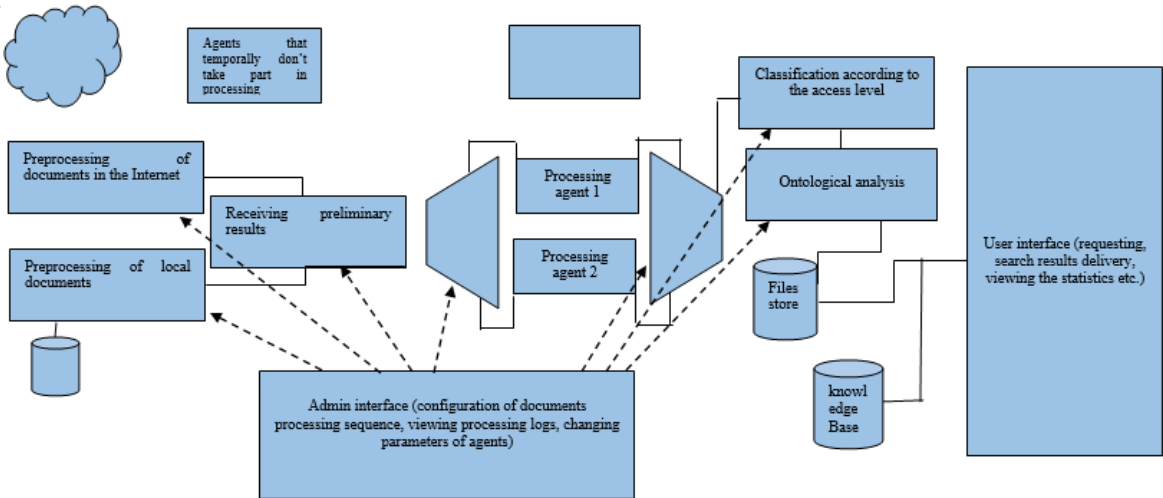 Agents that
temporally don't
take part in
processing
Classification according to
the access level
Preprocessing of
documents in the Internet
Processing
agent 1
Ontological analysis
Receiving preliminary
results
Preprocessing of local
documents
Processing
agent 2
User interface (requesting,
search results delivery,
viewing the statistics etc.)
Files
store
knowl
edge
Base
Admin interface (configuration of documents
processing sequence, viewing processing logs, changing
parameters of agents)